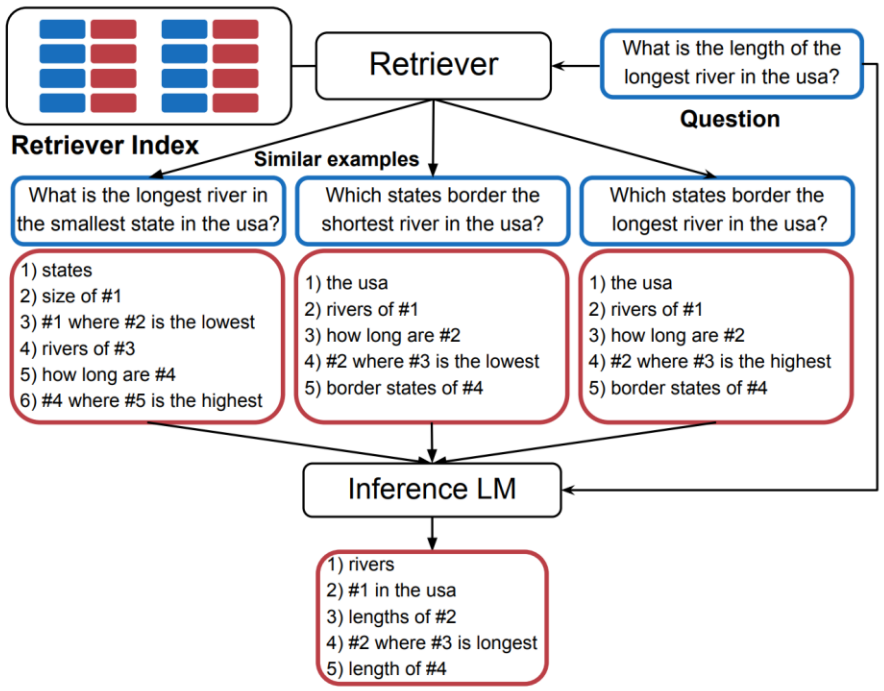 Retriever
What is the length of the
longest river in the usa?
Question
Retriever Index
Similar examples
What is the longest river in
the smallest state in the usa?
1) states
2) size of #1
3) #1 where #2 is the lowest
4) rivers of #3
5) how long are #4
6) #4 where #5 is the highest
Which states border the
shortest river in the usa?
1) the usa
2) rivers of #1
3) how long are #2
4) #2 where #3 is the lowest
5) border states of #4
Which states border the
longest river in the usa?
1) the usa
2) rivers of #1
3) how long are #2
4) #2 where #3 is the highest
5) border states of #4
Inference LM
1) rivers
2) #1 in the usa
3) lengths of #2
4) #2 where #3 is longest
5) length of #4